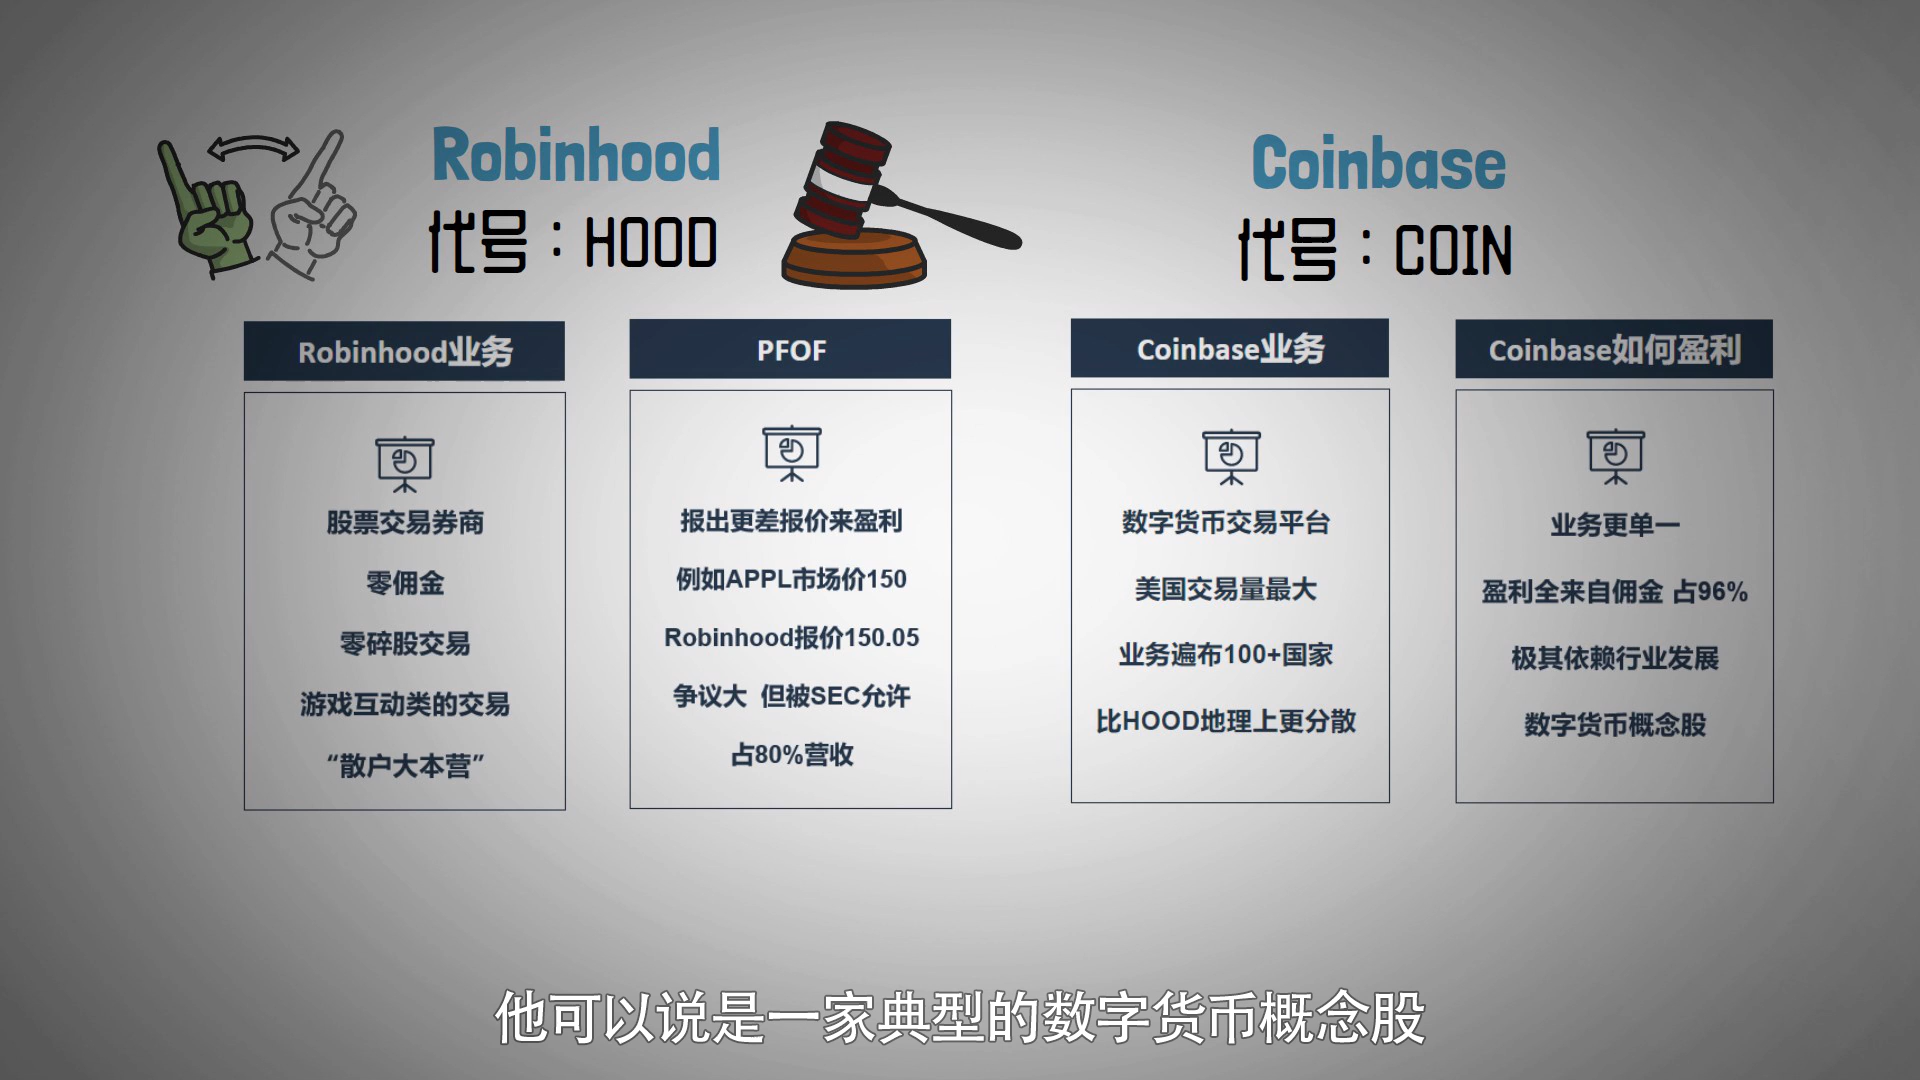 Robinhood
代号：HOOD
Coinbase
代号：COIN
Robinhood业务
股票交易券商
零佣金
零碎股交易
游戏互动类的交易
“散户大本营”
PFOF
报出更差报价来盈利
例如APPL市场价150
Robinhood报价150.05
争议大 但被SEC允许
占80%营收
Coinbase业务
数字货币交易平台
美国交易量最大
业务遍布100+国家
比HOOD地理上更分散
Coinbase如何盈利
业务更单一
盈利全来自佣金 占96%
极其依赖行业发展
数字货币概念股
他可以说是一家典型的数字货币概念股